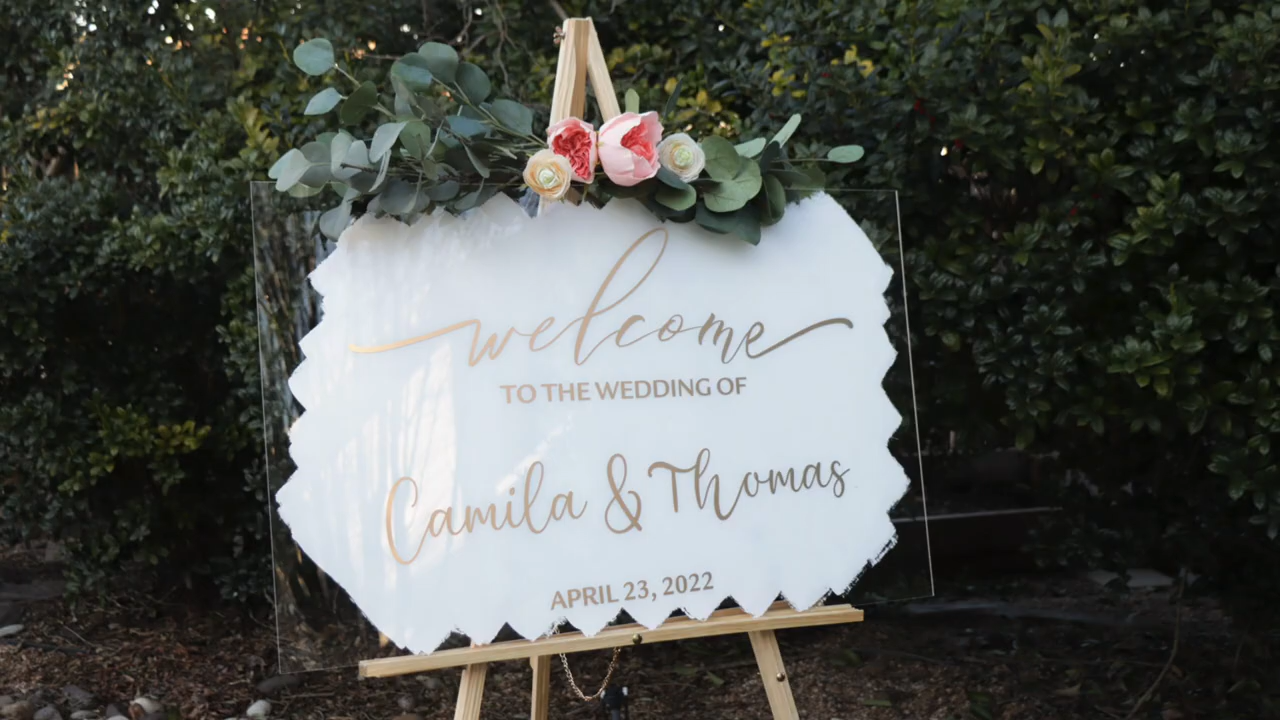 welcome
TO THE WEDDING OF
Camila & Thomas
APRIL 23, 2022